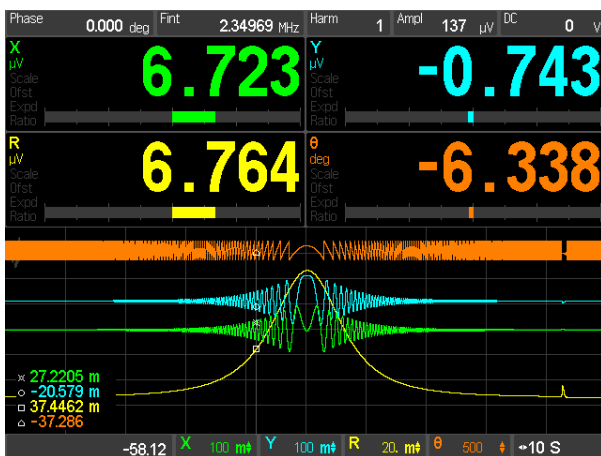 Phase 0.000 deg Fint 2.34969 MHz Harm 1 Ampl 137 µV DC 0 V
X
µV
Scale
Ofst
Expd
Ratio
6.723
Y
µV
Scale
Ofst
Expd
Ratio
-0.743
R
µV
Scale
Ofst
Expd
Ratio
6.764
θ
deg
Scale
Ofst
Expd
Ratio
-6.338
27.2205 m
-20.579 m
37.4462 m
-37.286
-58.12 X 100 m Y 100 m R 20. m θ 500 10 S